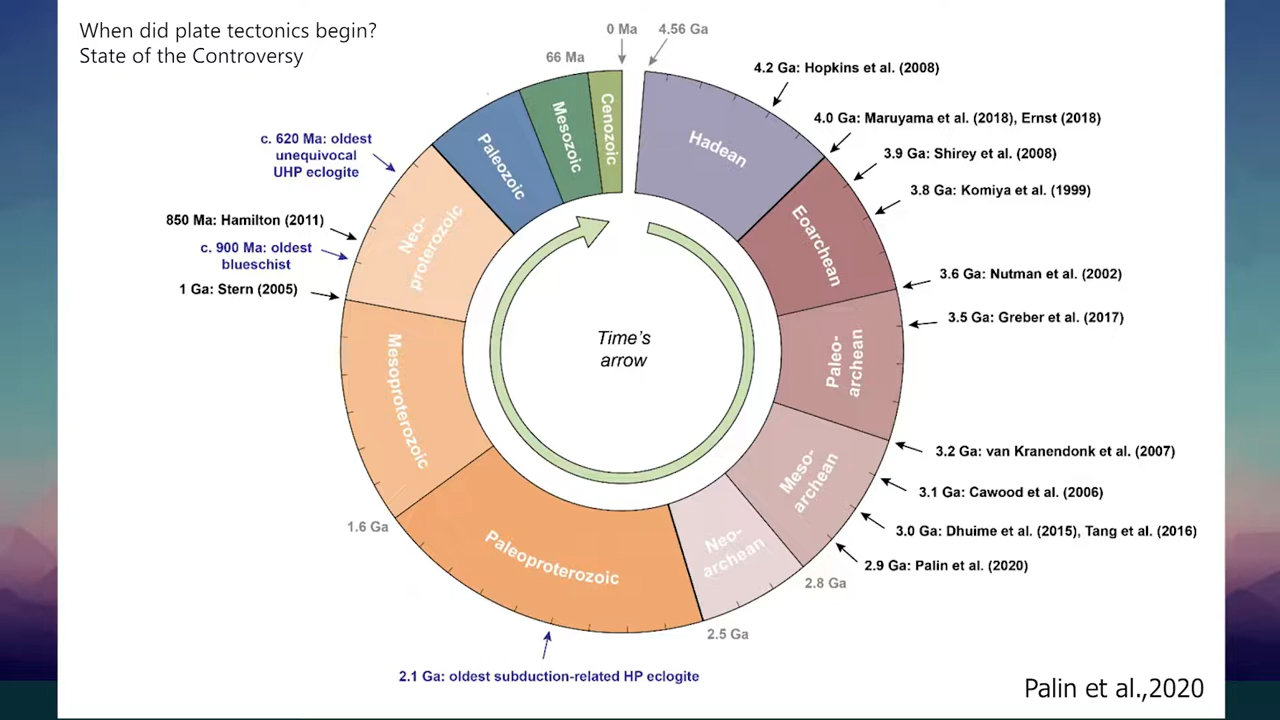 When did plate tectonics begin?
State of the Controversy
0 Ma
4.56 Ga
66 Ma
4.2 Ga: Hopkins et al. (2008)
4.0 Ga: Maruyama et al. (2018), Ernst (2018)
3.9 Ga: Shirey et al. (2008)
3.8 Ga: Komiya et al. (1999)
3.6 Ga: Nutman et al. (2002)
3.5 Ga: Greber et al. (2017)
3.2 Ga: van Kranendonk et al. (2007)
3.1 Ga: Cawood et al. (2006)
3.0 Ga: Dhuime et al. (2015), Tang et al. (2016)
2.9 Ga: Palin et al. (2020)
2.8 Ga
2.5 Ga
2.1 Ga: oldest subduction-related HP eclogite
1.6 Ga
1 Ga: Stern (2005)
c. 900 Ma: oldest
blueschist
850 Ma: Hamilton (2011)
c. 620 Ma: oldest
unequivocal
UHP eclogite
Hadean
Eoarchean
Paleo-
archean
Meso-
archean
Neo-
archean
Paleoproterozoic
Mesoproterozoic
Neo-
proterozoic
Paleozoic
Mesozoic
Cenozoic
Time's
arrow
Palin et al.,2020